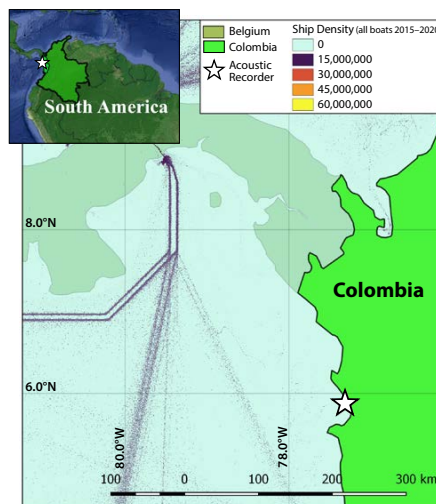 South America
Belgium
Colombia
Acoustic
Recorder
Ship Density (all boats 2015–2020
0
15,000,000
30,000,000
45,000,000
60,000,000
8.0°N
Colombia
6.0°N
80.0°W
78.0°W
100 0 100 200 300 km